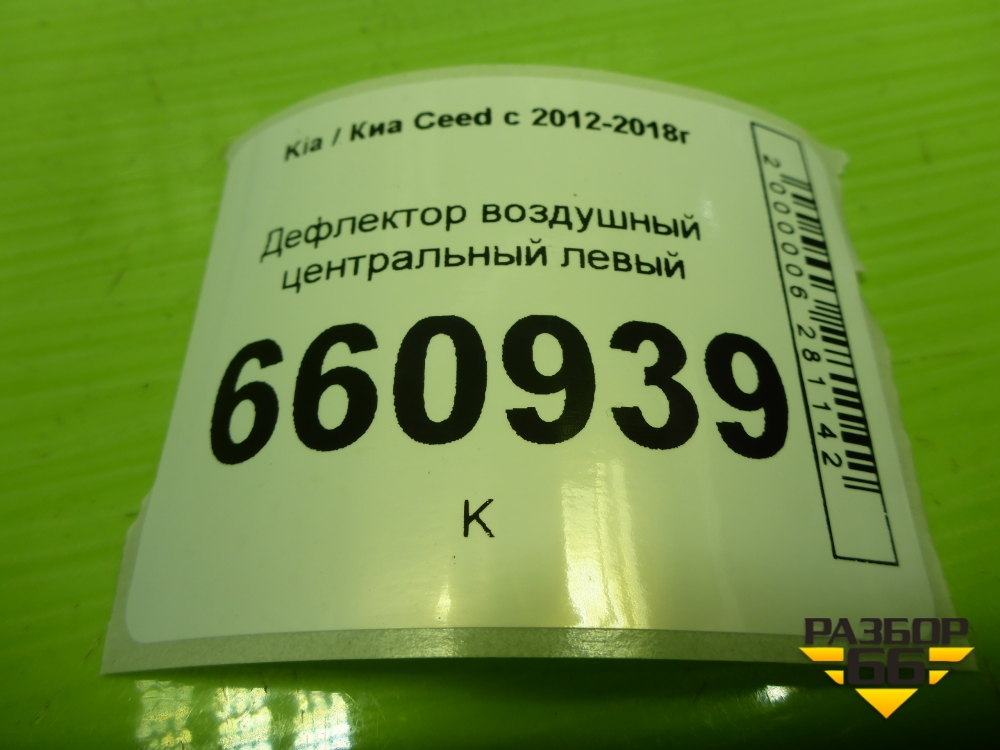 Kia / Киа Ceed с 2012-2018г
Дефлектор воздушный
центральный левый
660939
К
2000006281142
РАЗБОР
66